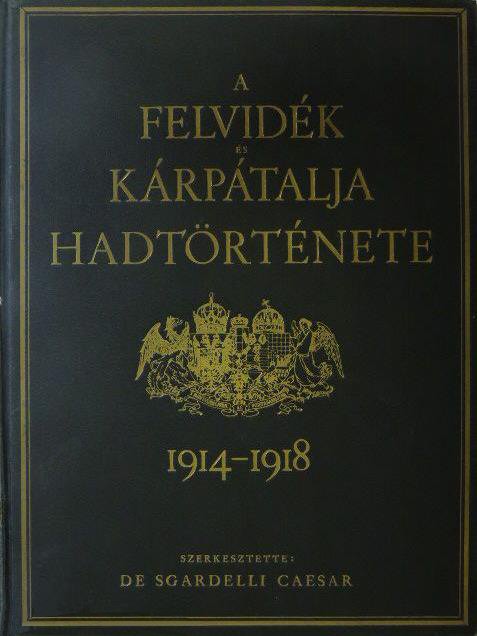 A
FELVIDÉK
ÉS
KÁRPÁTALJA
HADTÖRTÉNETE
1914–1918
SZERKESZTETTE:
DE SGARDELLI CAESAR